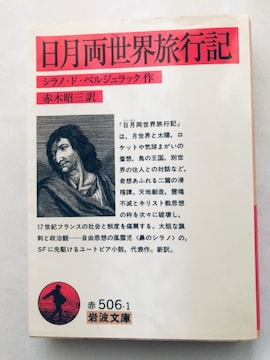 日月両世界旅行記
シラノ・ド・ベルジュラック作
赤木昭三訳
『日月両世界旅行記』
は，月世界と太陽，ロ
ケットや気球まがいの
着想，鳥の王国，別世
界の住人との対話など，
奇想あふれる二篇の滑
稽譚。天地創造，霊魂
不滅とキリスト教思想
の枠を次々に破壊し，
17世紀フランスの社会と制度を痛罵する。大胆な諷
刺と政治観――自由思想の風雲児〈鼻のシラノ〉の，
SFに先駆けるユートピア小説，代表作。新訳。
赤506-1
岩波文庫